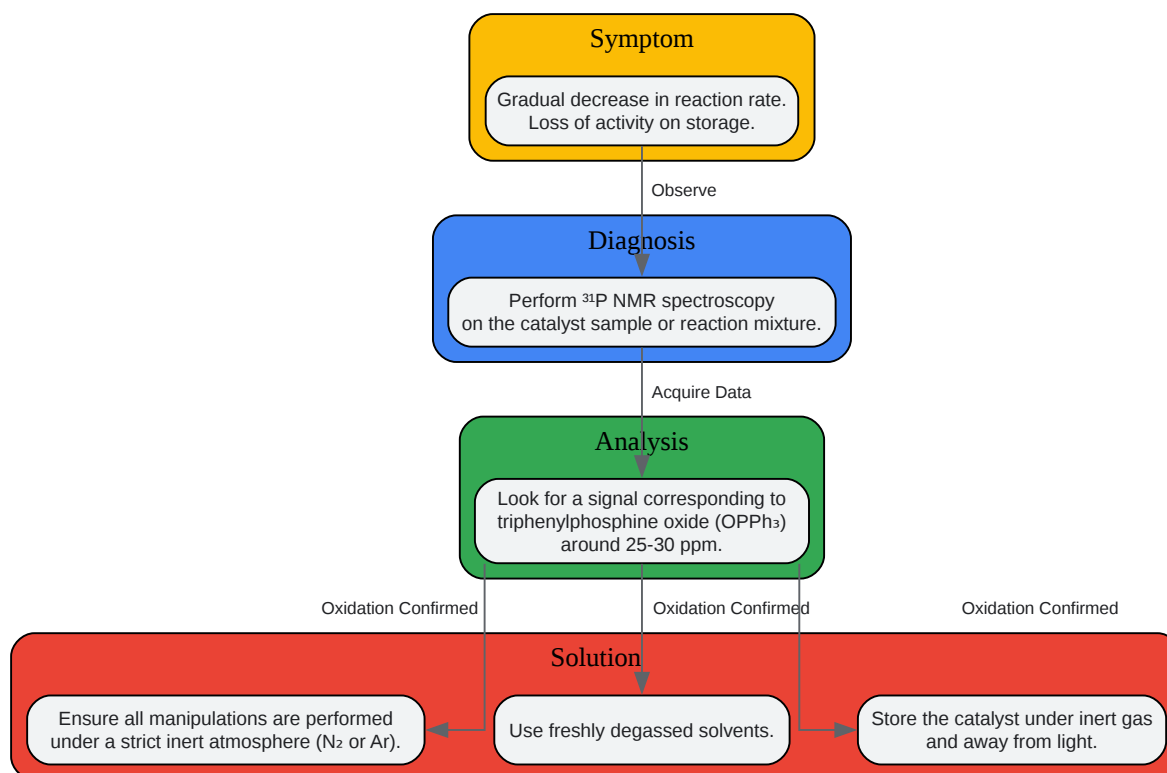 Symptom
Gradual decrease in reaction rate.
Loss of activity on storage.
Observe
Diagnosis
Perform ³¹P NMR spectroscopy
on the catalyst sample or reaction mixture.
Acquire Data
Analysis
Look for a signal corresponding to
triphenylphosphine oxide (OPPh₃)
around 25-30 ppm.
Oxidation Confirmed
Oxidation Confirmed
Oxidation Confirmed
Solution
Ensure all manipulations are performed
under a strict inert atmosphere (N₂ or Ar).
Use freshly degassed solvents.
Store the catalyst under inert gas
and away from light.